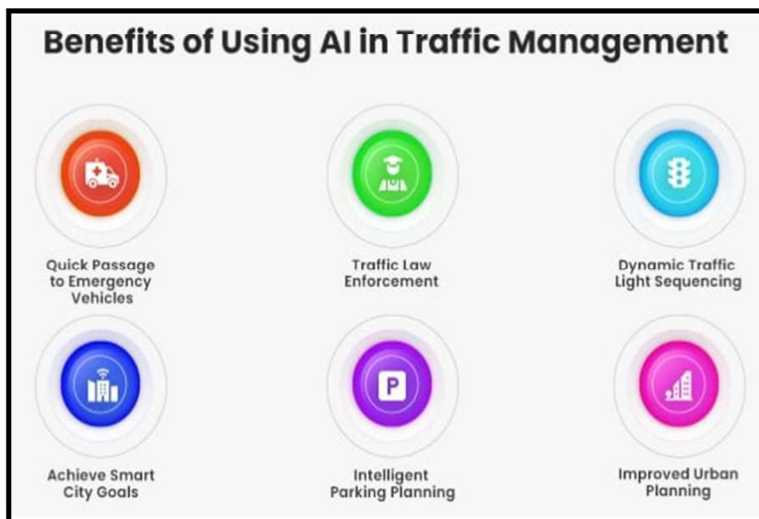 Benefits of Using AI in Traffic Management
Quick Passage
to Emergency
Vehicles
Traffic Law
Enforcement
Dynamic Traffic
Light Sequencing
Achieve Smart
City Goals
P
Intelligent
Parking Planning
Improved Urban
Planning